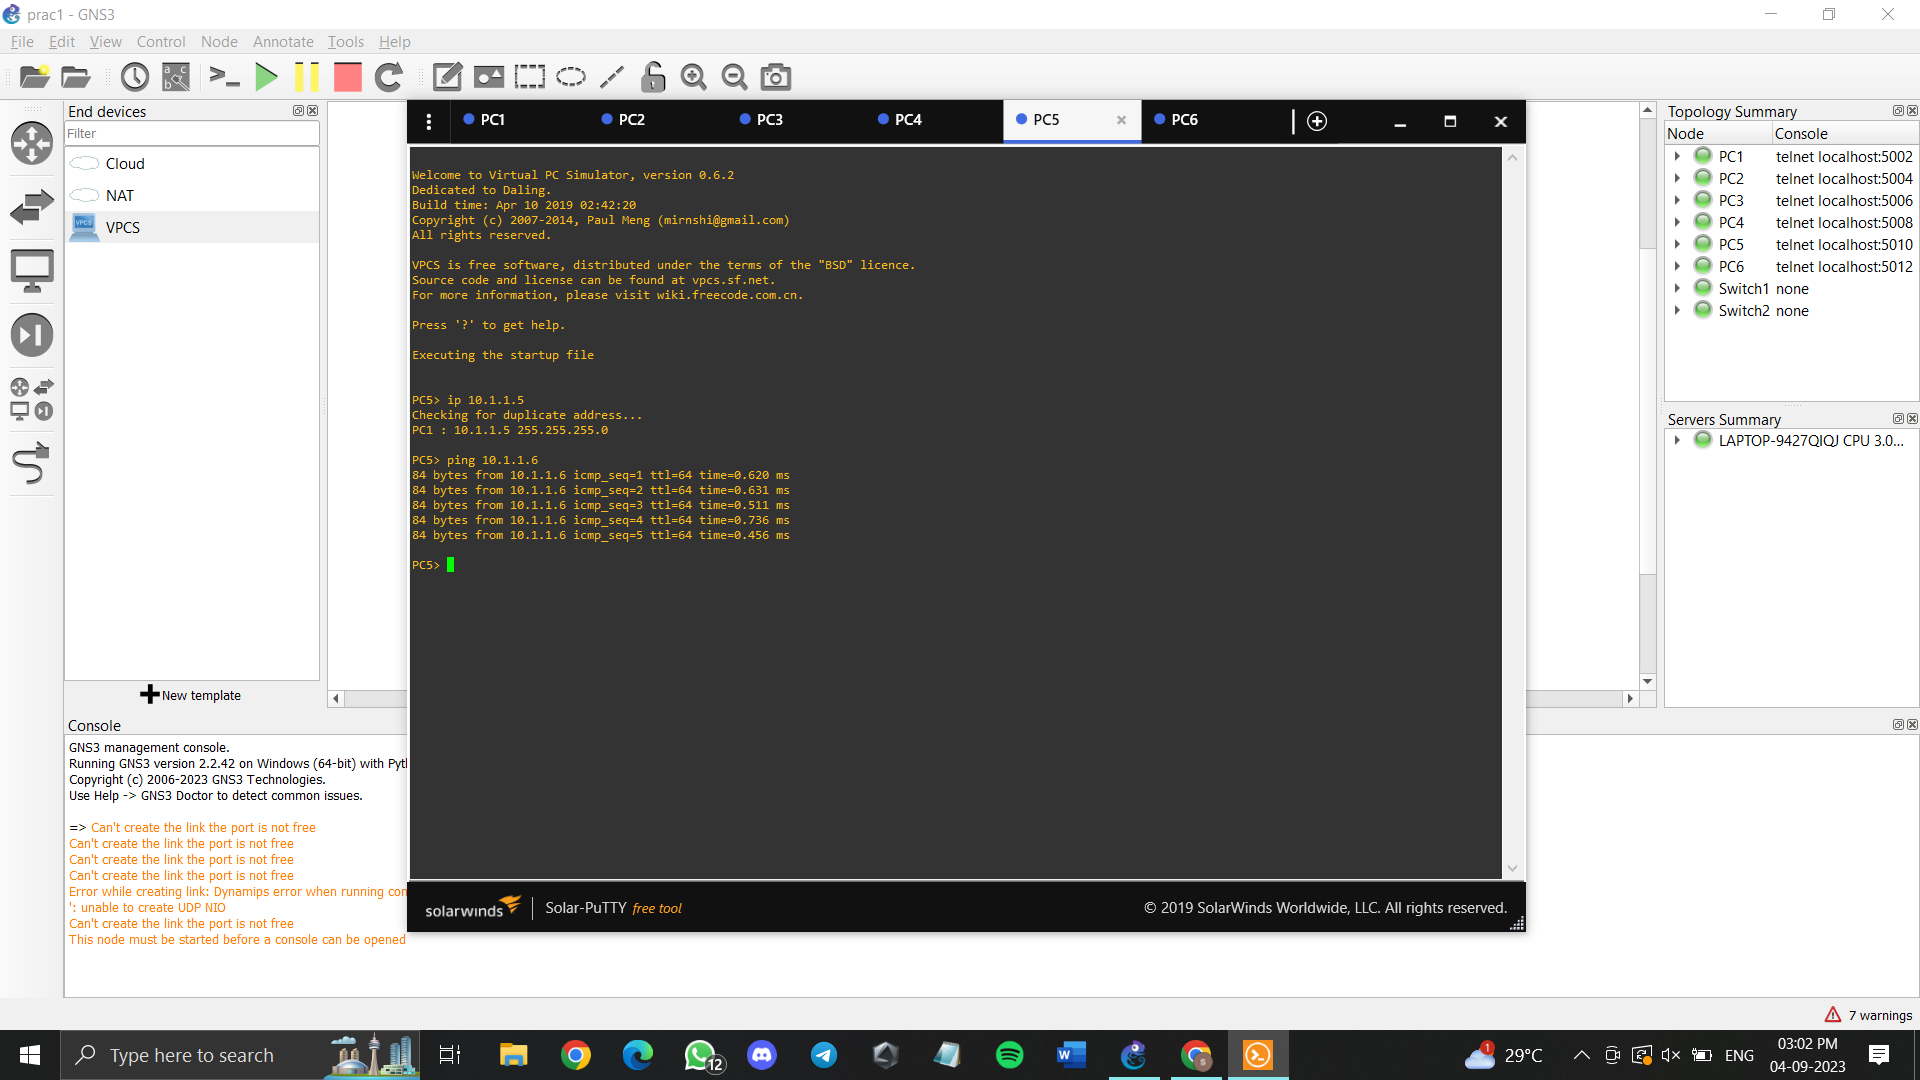 prac1 - GNS3
File Edit View Control Node Annotate Tools Help
End devices
Filter
Cloud
NAT
VPCS
VPCS
New template
PC1 PC2 PC3 PC4 PC5 PC6
Welcome to Virtual PC Simulator, version 0.6.2
Dedicated to Daling.
Build time: Apr 10 2019 02:42:20
Copyright (c) 2007-2014, Paul Meng (mirnshi@gmail.com)
All rights reserved.
VPCS is free software, distributed under the terms of the "BSD" licence.
Source code and license can be found at vpcs.sf.net.
For more information, please visit wiki.freecode.com.cn.
Press '?' to get help.
Executing the startup file
PC5> ip 10.1.1.5
Checking for duplicate address...
PC1 : 10.1.1.5 255.255.255.0
PC5> ping 10.1.1.6
84 bytes from 10.1.1.6 icmp_seq=1 ttl=64 time=0.620 ms
84 bytes from 10.1.1.6 icmp_seq=2 ttl=64 time=0.631 ms
84 bytes from 10.1.1.6 icmp_seq=3 ttl=64 time=0.511 ms
84 bytes from 10.1.1.6 icmp_seq=4 ttl=64 time=0.736 ms
84 bytes from 10.1.1.6 icmp_seq=5 ttl=64 time=0.456 ms
PC5>
solarwinds Solar-PuTTY free tool
© 2019 SolarWinds Worldwide, LLC. All rights reserved.
Topology Summary
Node Console
PC1 telnet localhost:5002
PC2 telnet localhost:5004
PC3 telnet localhost:5006
PC4 telnet localhost:5008
PC5 telnet localhost:5010
PC6 telnet localhost:5012
Switch1 none
Switch2 none
Servers Summary
LAPTOP-9427QIQJ CPU 3.0...
Console
GNS3 management console.
Running GNS3 version 2.2.42 on Windows (64-bit) with
Copyright (c) 2006-2023 GNS3 Technologies.
Use Help -> GNS3 Doctor to detect common issues.
=> Can't create the link the port is not free
Can't create the link the port is not free
Can't create the link the port is not free
Can't create the link the port is not free
Error while creating link: Dynamips error when running
': unable to create UDP NIO
Can't create the link the port is not free
This node must be started before a console can be opened
7 warnings
Type here to search
12
1
29°C
ENG
03:02 PM
04-09-2023